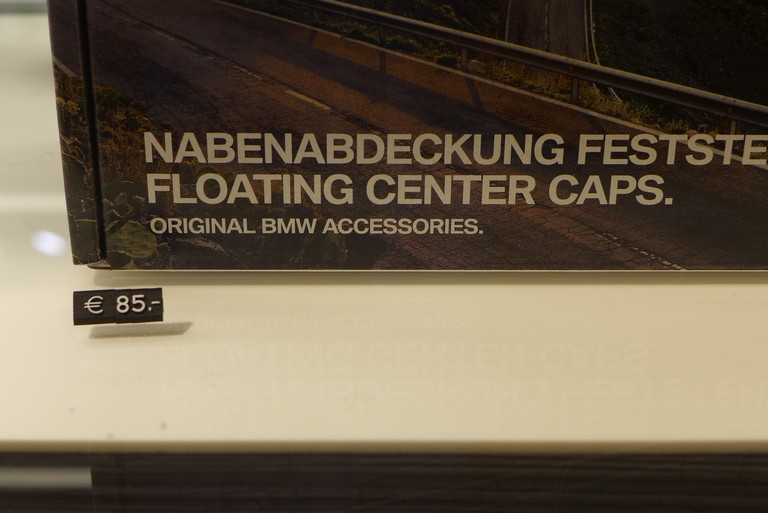 NABENABDECKUNG FESTSTE
FLOATING CENTER CAPS.
ORIGINAL BMW ACCESSORIES.
€ 85.-